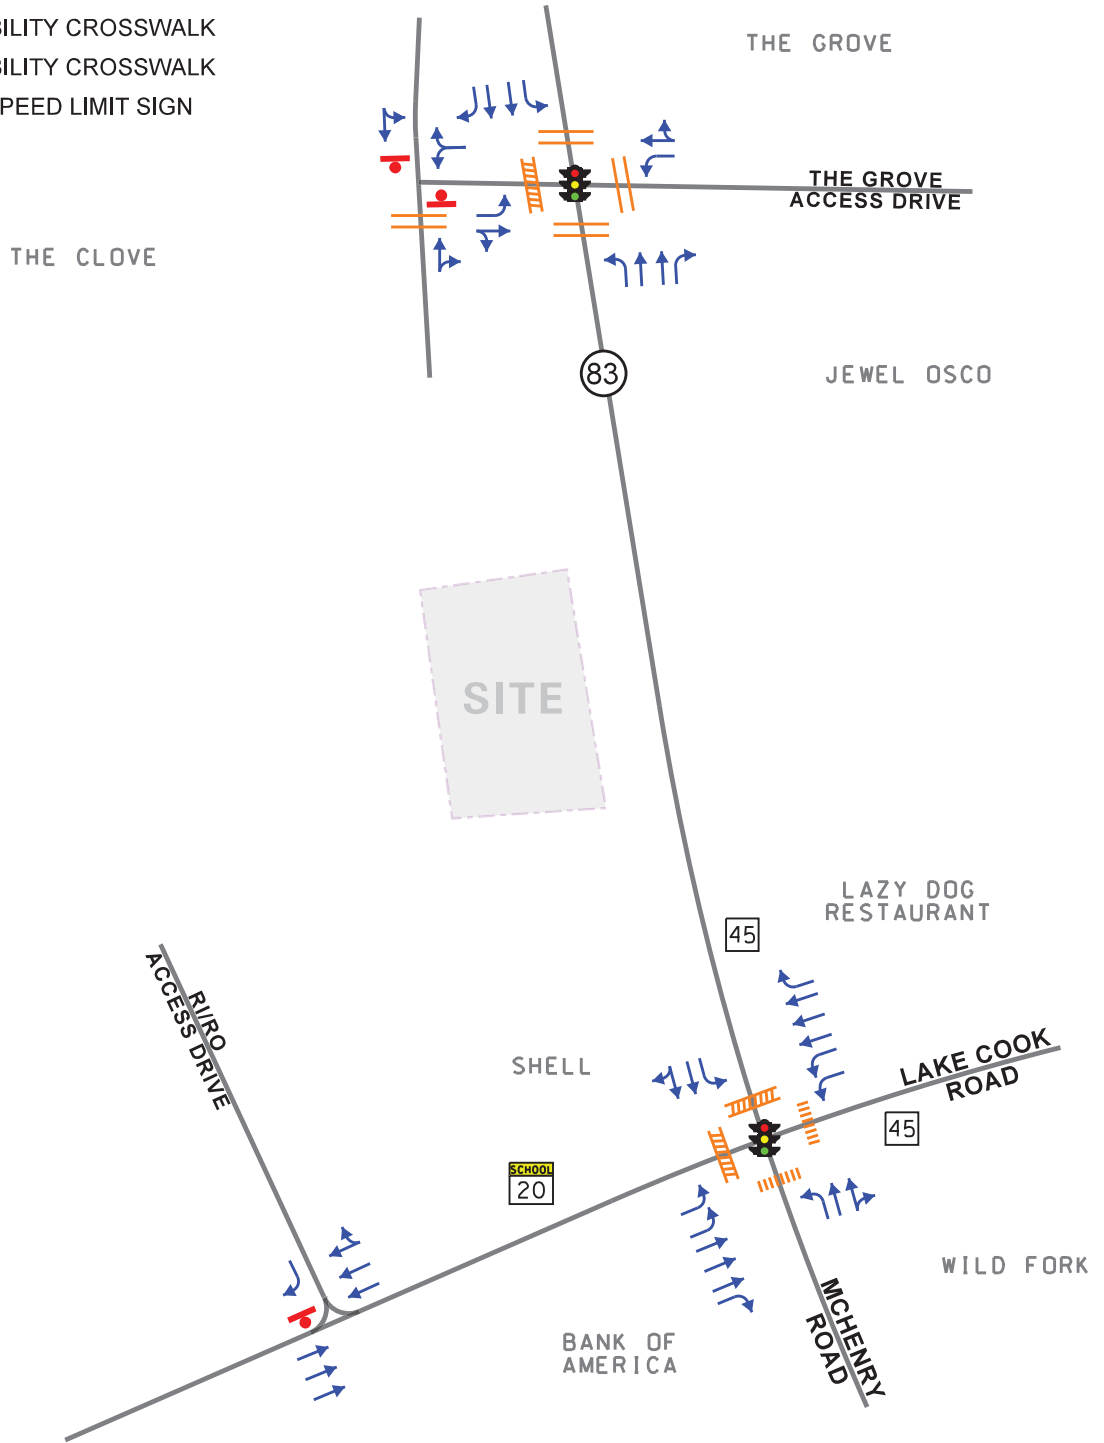 BILITY CROSSWALK
BILITY CROSSWALK
PEED LIMIT SIGN
THE GROVE
THE GROVE
ACCESS DRIVE
THE CLOVE
83
JEWEL OSCO
SITE
LAZY DOG
RESTAURANT
45
RI/RO
ACCESS DRIVE
SHELL
LAKE COOK
ROAD
45
SCHOOL
20
WILD FORK
MCHENRY
ROAD
BANK OF
AMERICA